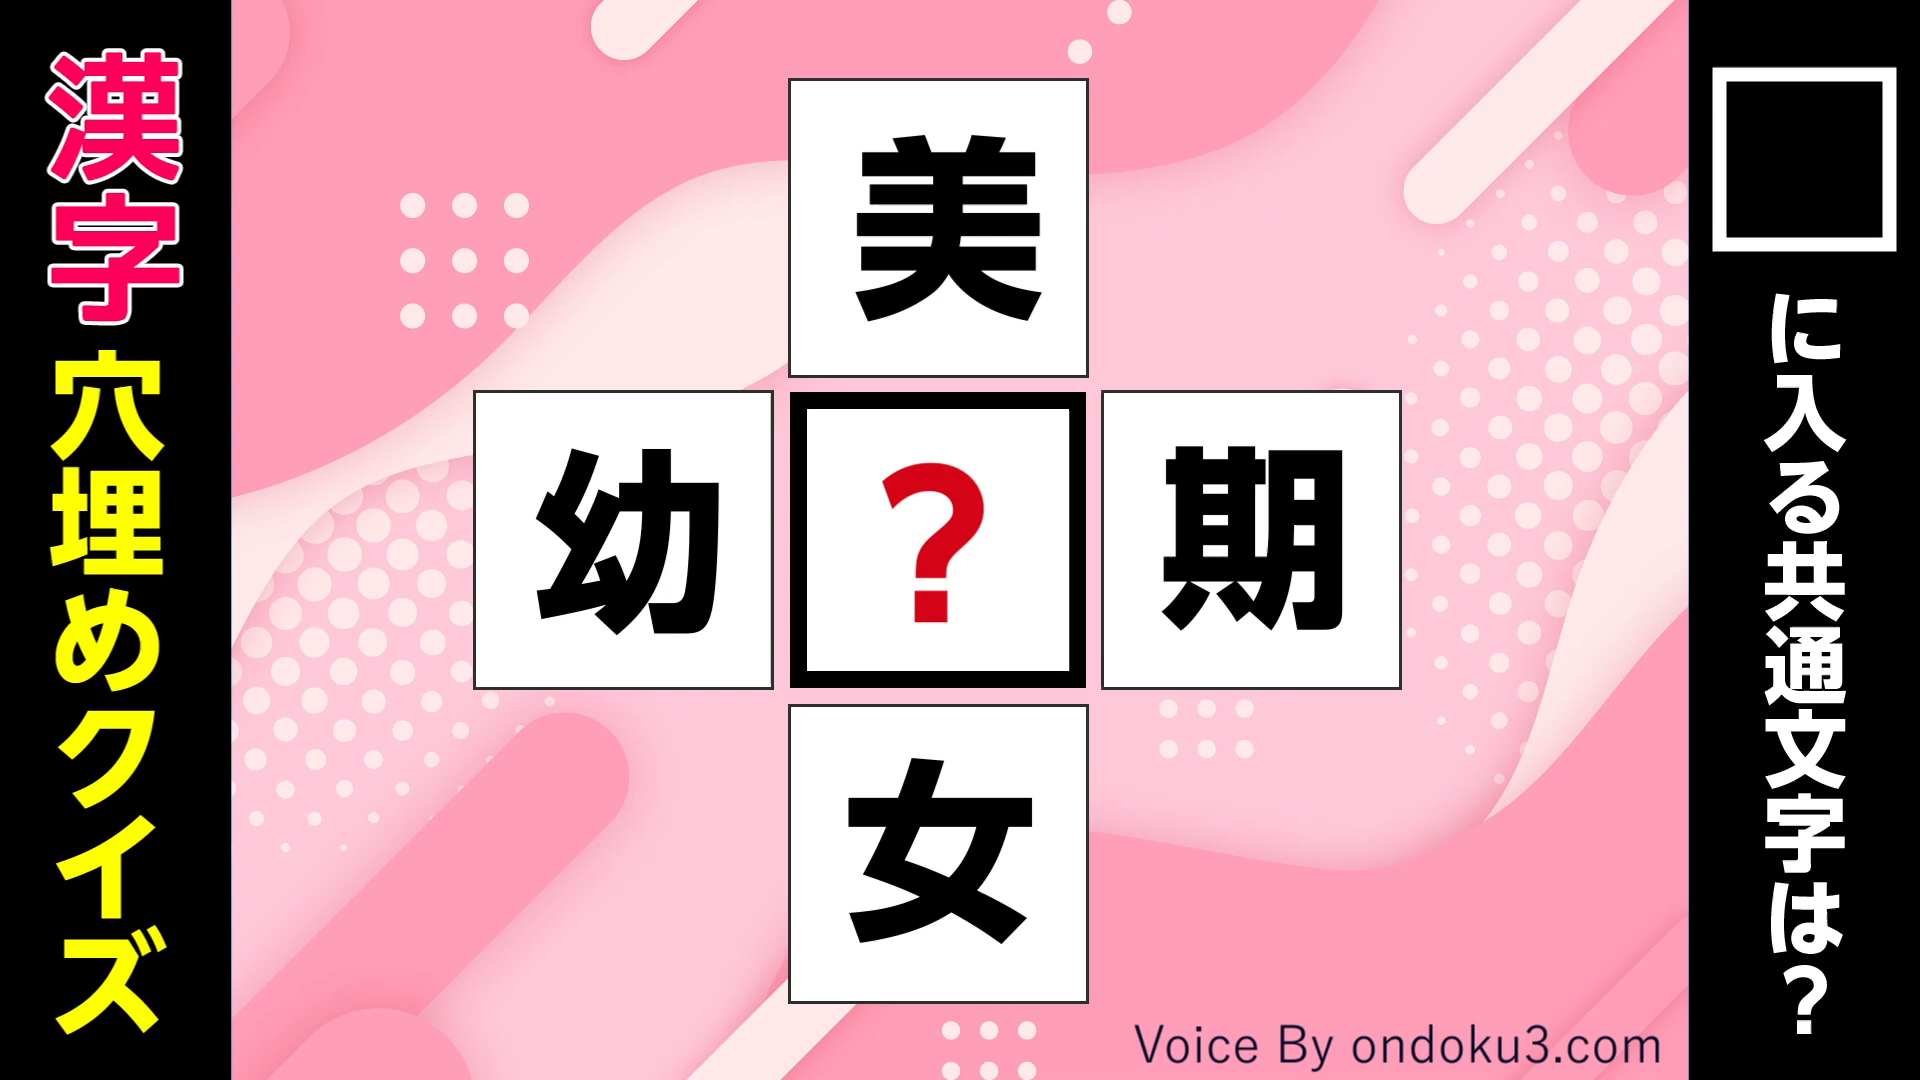 漢字穴埋めクイズ
美
幼?期
女
□に入る共通文字は?
Voice By ondoku3.com